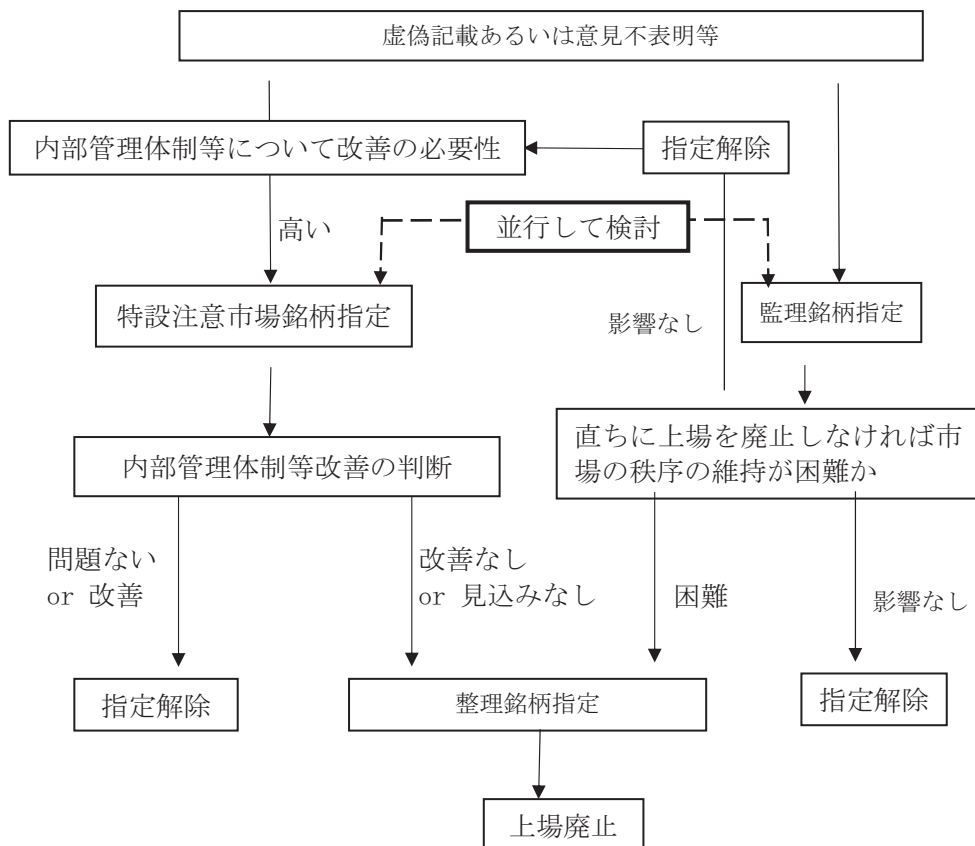 虚偽記載あるいは意見不表明等
内部管理体制等について改善の必要性
指定解除
高い
並行して検討
特設注意市場銘柄指定
監理銘柄指定
影響なし
内部管理体制等改善の判断
直ちに上場を廃止しなければ市
場の秩序の維持が困難か
問題ない
or 改善
改善なし
or 見込みなし
困難
影響なし
指定解除
整理銘柄指定
指定解除
上場廃止